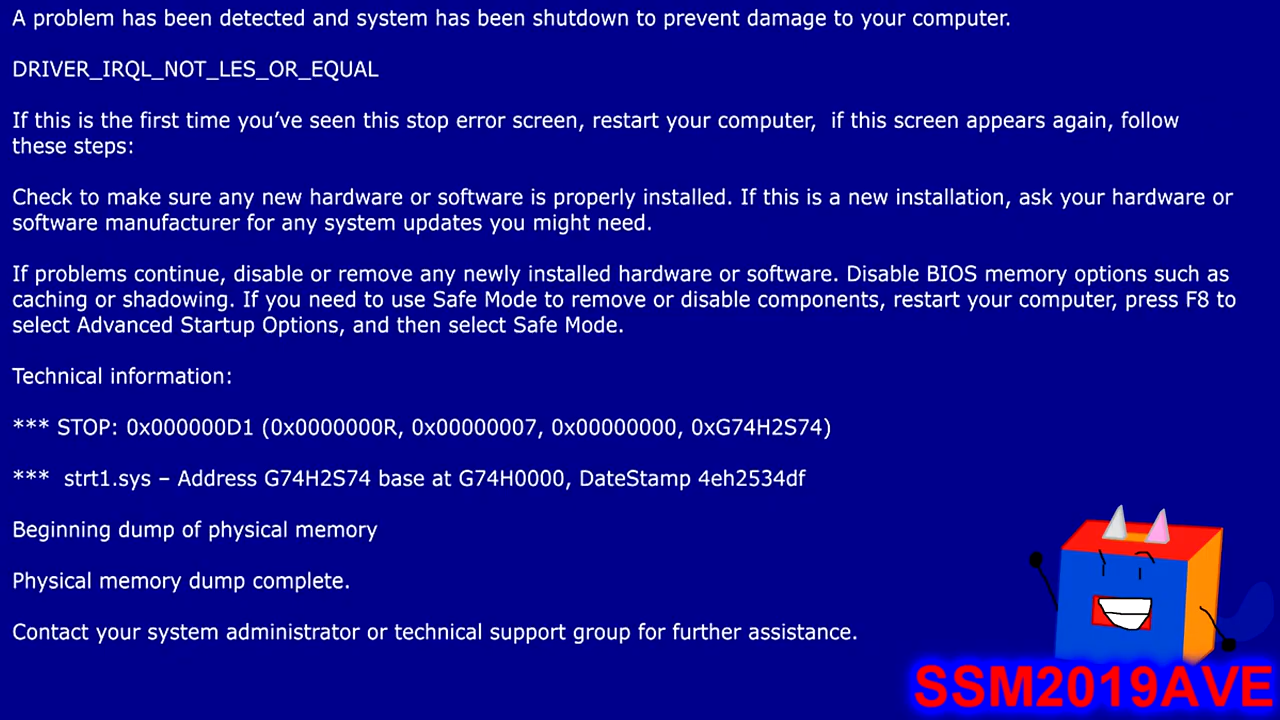 A problem has been detected and system has been shutdown to prevent damage to your computer.
DRIVER_IRQL_NOT_LES_OR_EQUAL
If this is the first time you’ve seen this stop error screen, restart your computer,  if this screen appears again, follow
these steps:
Check to make sure any new hardware or software is properly installed. If this is a new installation, ask your hardware or
software manufacturer for any system updates you might need.
If problems continue, disable or remove any newly installed hardware or software. Disable BIOS memory options such as
caching or shadowing. If you need to use Safe Mode to remove or disable components, restart your computer, press F8 to
select Advanced Startup Options, and then select Safe Mode.
Technical information:
*** STOP: 0x000000D1 (0x0000000R, 0x00000007, 0x00000000, 0xG74H2S74)
***  strt1.sys – Address G74H2S74 base at G74H0000, DateStamp 4eh2534df
Beginning dump of physical memory
Physical memory dump complete.
Contact your system administrator or technical support group for further assistance.
SSM2019AVE